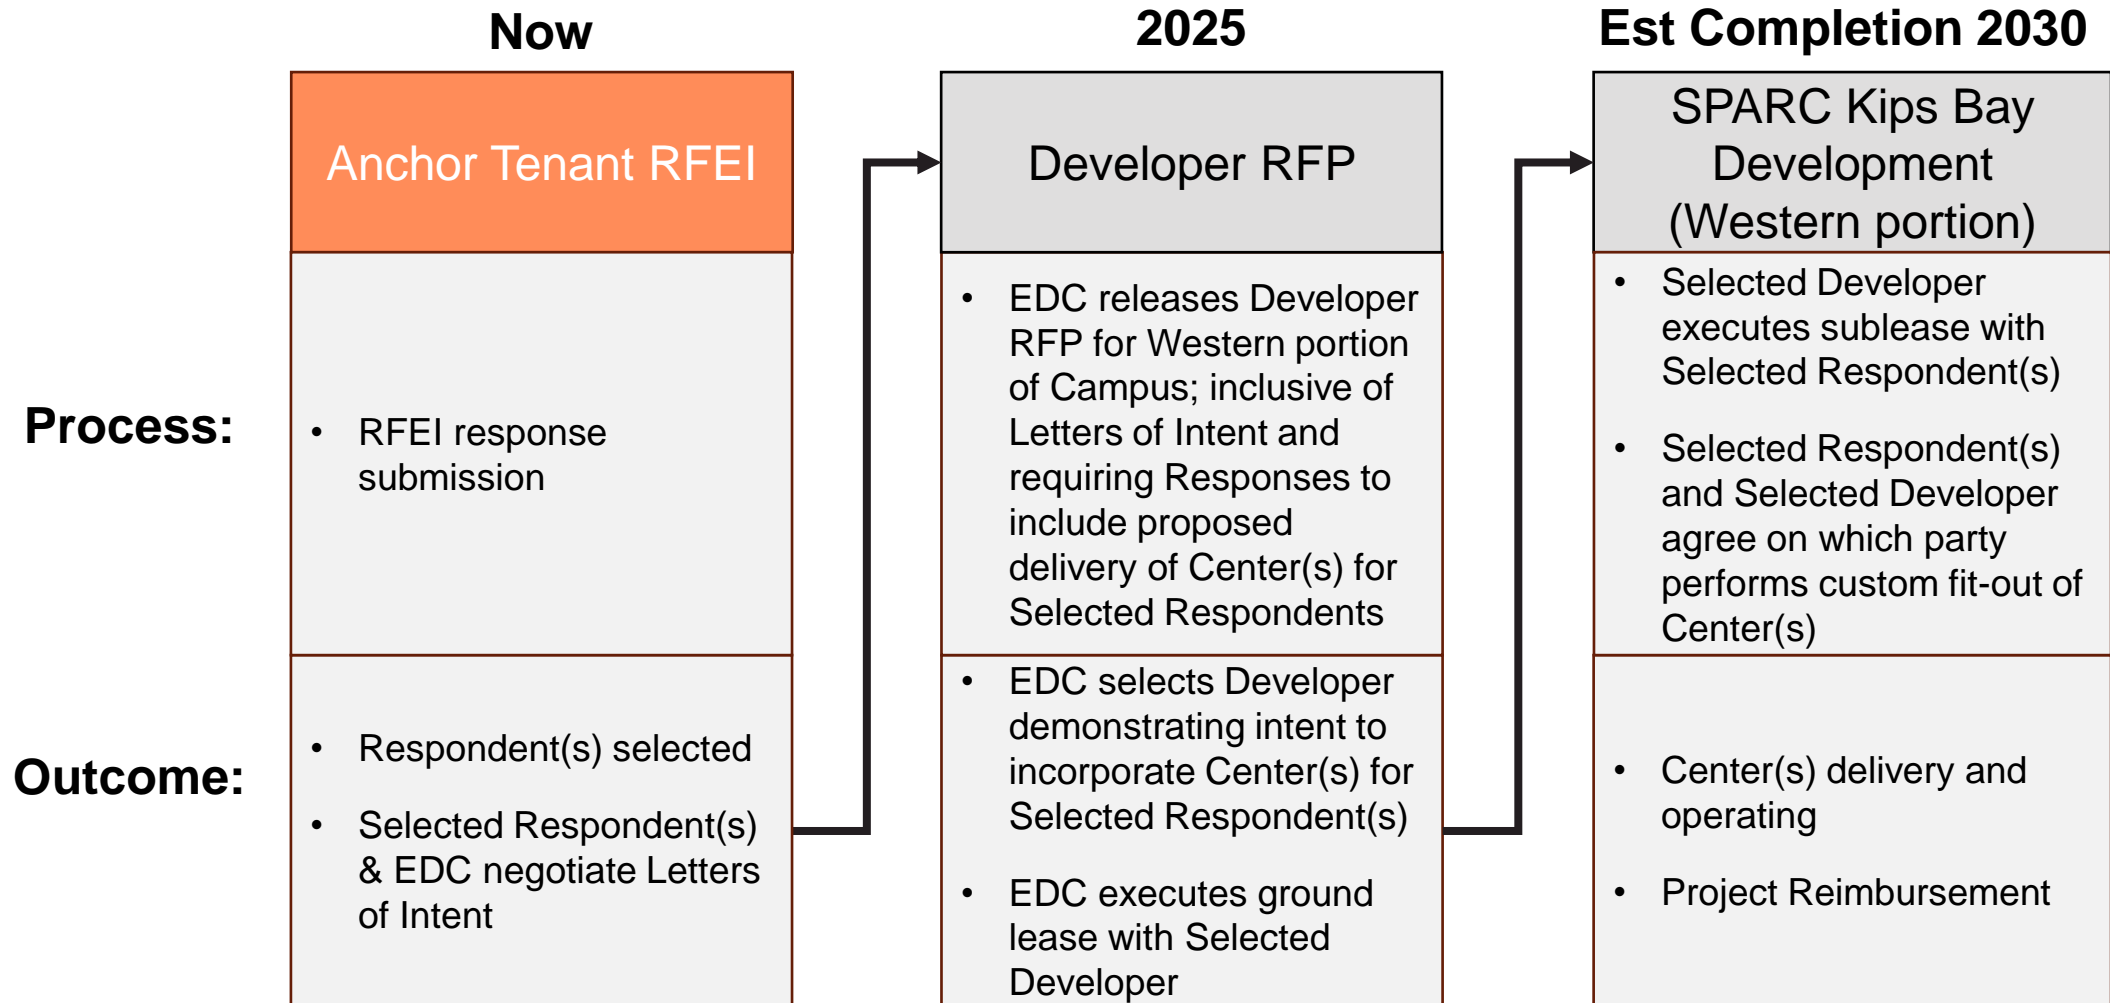 Now
2025
Est Completion 2030
Anchor Tenant RFEI
Developer RFP
SPARC Kips Bay
Development
(Western portion)
Process:
• RFEI response
submission
• EDC releases Developer
RFP for Western portion
of Campus; inclusive of
Letters of Intent and
requiring Responses to
include proposed
delivery of Center(s) for
Selected Respondents
• Selected Developer
executes sublease with
Selected Respondent(s)
• Selected Respondent(s)
and Selected Developer
agree on which party
performs custom fit-out of
Center(s)
Outcome:
• Respondent(s) selected
• Selected Respondent(s)
& EDC negotiate Letters
of Intent
• EDC selects Developer
demonstrating intent to
incorporate Center(s) for
Selected Respondent(s)
• EDC executes ground
lease with Selected
Developer
• Center(s) delivery and
operating
• Project Reimbursement